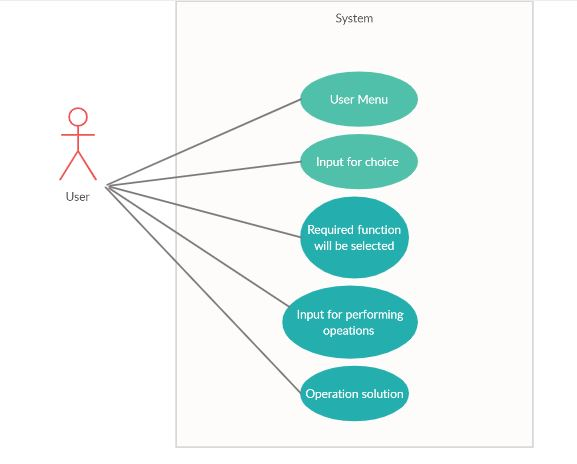 System
User Menu
Input for choice
User
Required function
will be selected
Input for performing
opeations
Operation solution